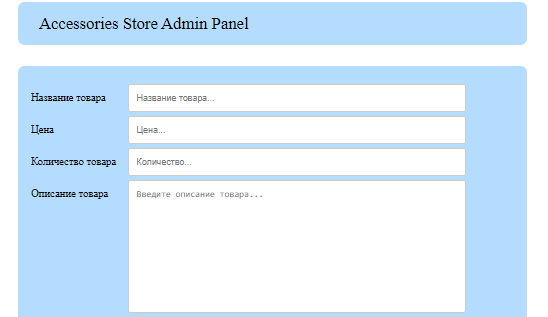 Accessories Store Admin Panel
Название товара Название товара...
Цена Цена...
Количество товара Количество...
Описание товара Введите описание товара...